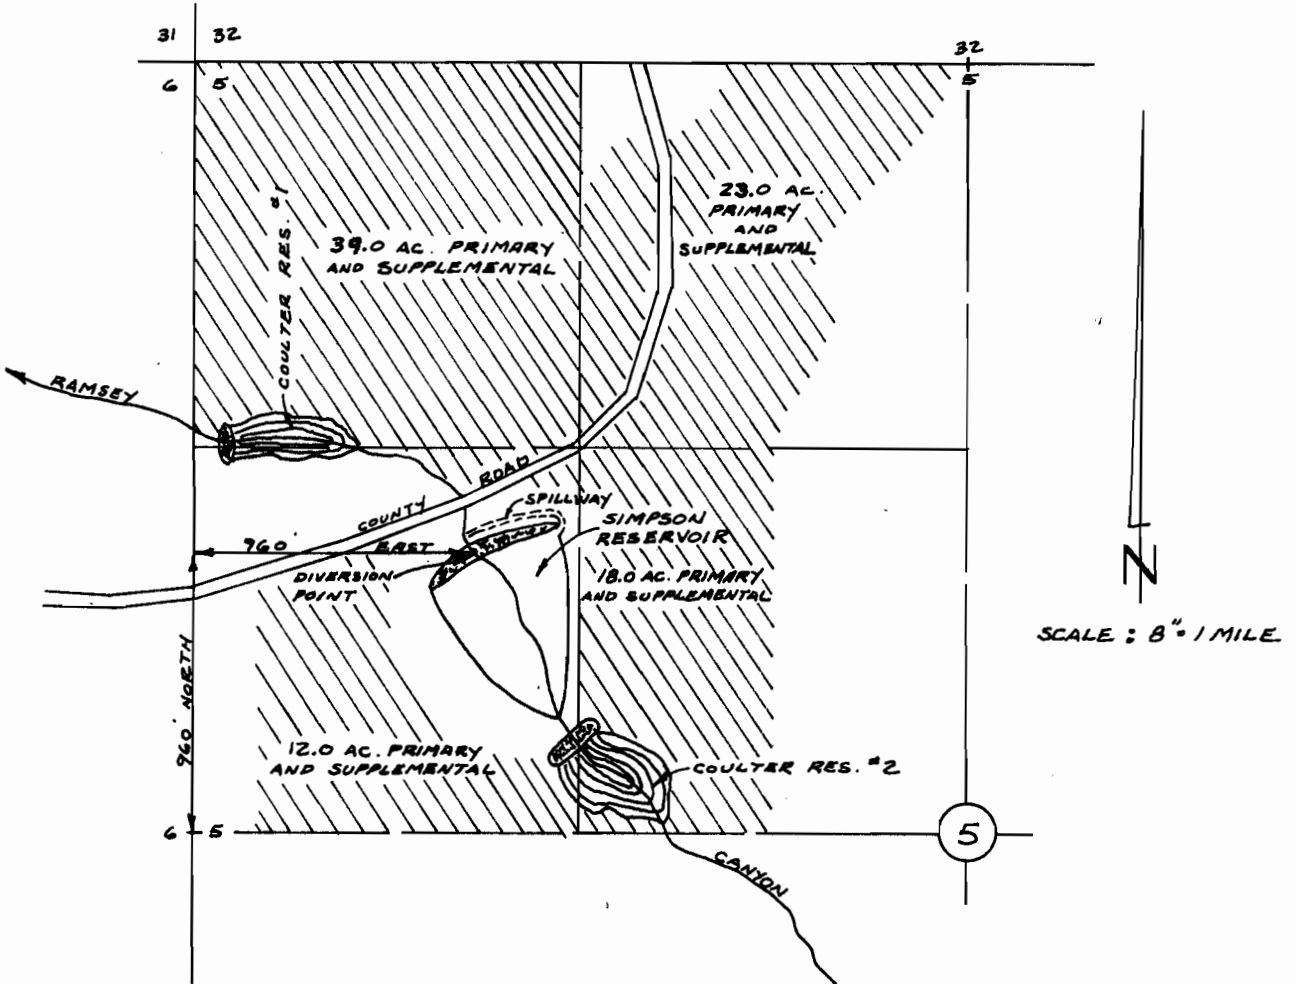 31 32
32
6 5
5
COULTER RES. #1
23.0 AC.
PRIMARY
AND
SUPPLEMENTAL
39.0 AC. PRIMARY
AND SUPPLEMENTAL
RAMSEY
COUNTY ROAD
SPILLWAY
SIMPSON
RESERVOIR
960' EAST
DIVERSION
POINT
18.0 AC. PRIMARY
AND SUPPLEMENTAL
N
SCALE : 8" = 1 MILE
960' NORTH
12.0 AC. PRIMARY
AND SUPPLEMENTAL
COULTER RES. #2
6 5
5
CANYON